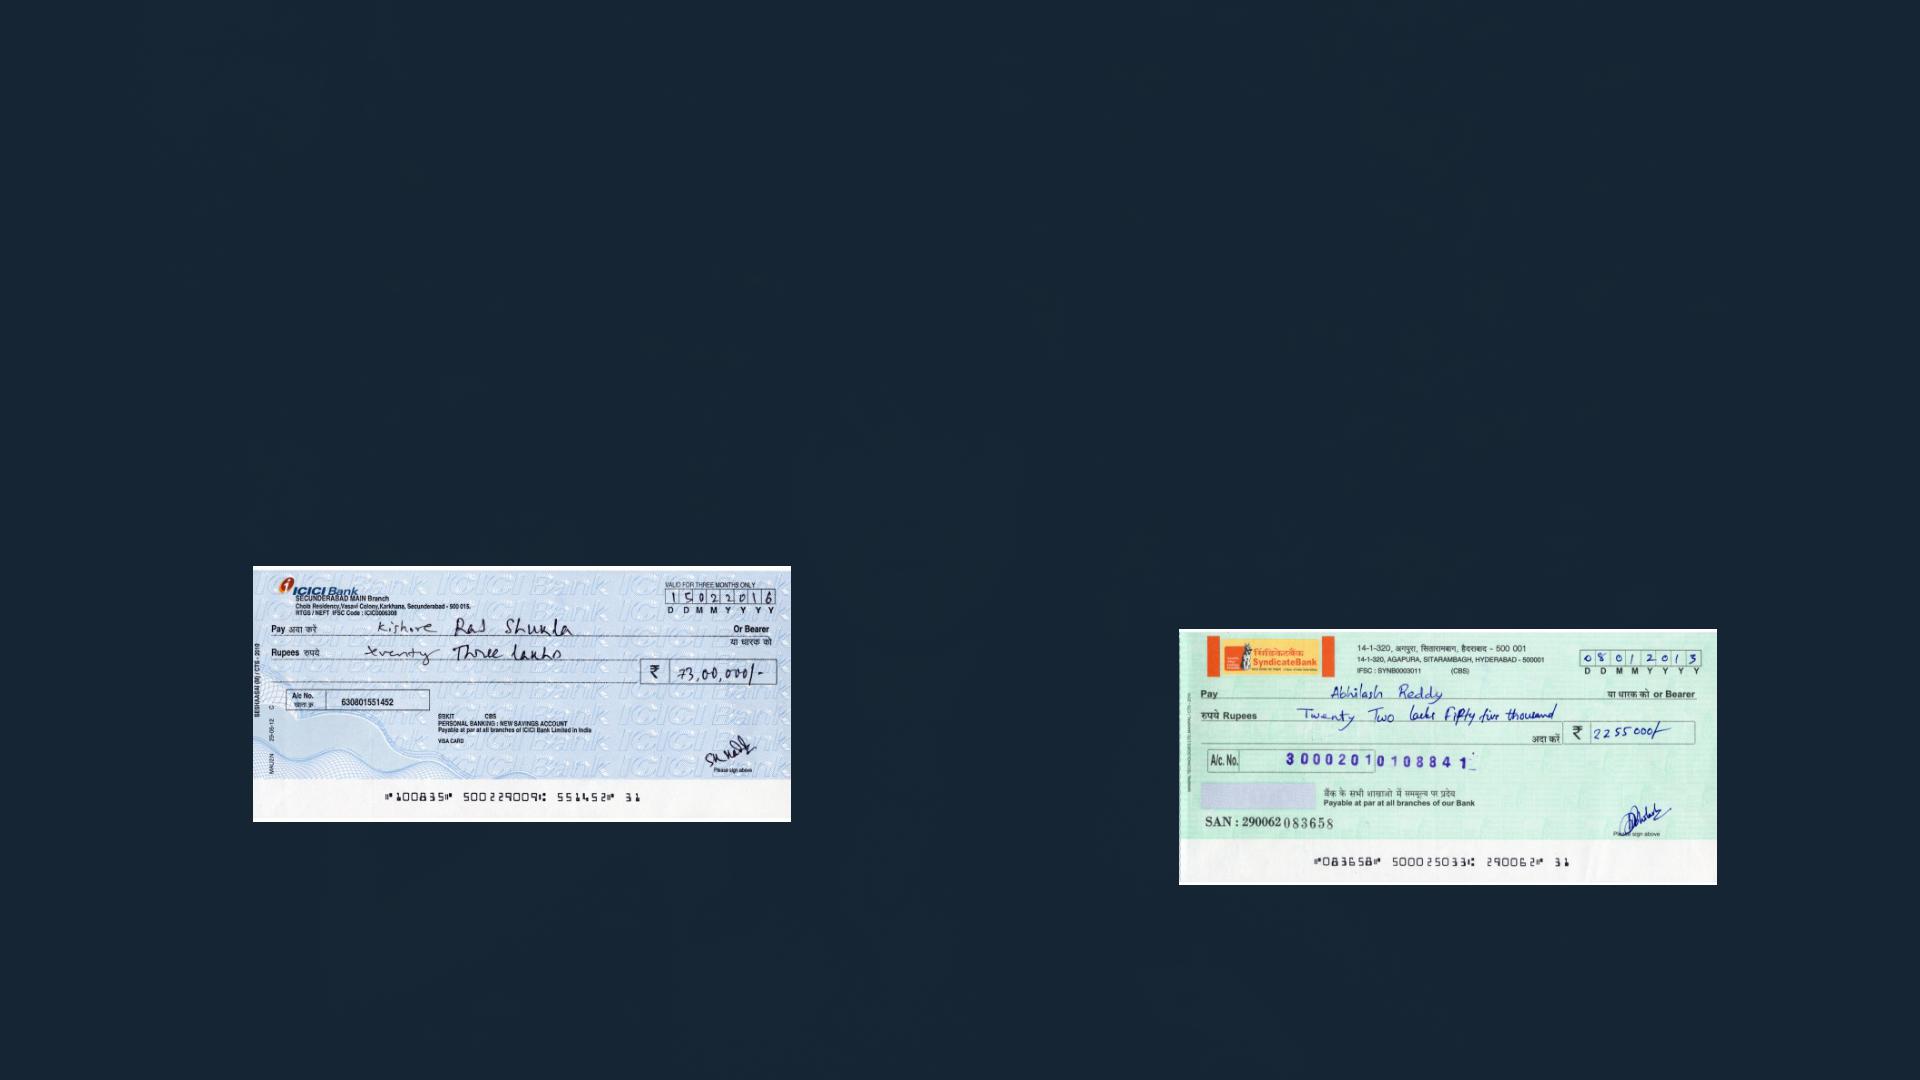 ICICI Bank
SECUNDERABAD MAIN Branch
Chola Residency,Vasavi Colony,Karkhana, Secunderabad - 500 015.
RTGS / NEFT IFSC Code : ICIC0006308
VALID FOR THREE MONTHS ONLY
1 5 0 2 2 0 1 6
D D M M Y Y Y Y
Pay अदा करें Kishore Raj Shukla Or Bearer
या धारक को
Rupees रुपये Seventy Three lakhs
₹ 73,00,000/-
A/c No. 630801551452
SBKIT CBS
PERSONAL BANKING : NEW SAVINGS ACCOUNT
Payable at par at all branches of ICICI Bank Limited in India
VISA CARD
Please sign above
⑈100835⑈ 500229009⑆ 551452⑈ 31
सिंडिकेटबैंक
SyndicateBank
14-1-320, अगपुरा, सितारामबाग, हैदराबाद - 500 001
14-1-320, AGAPURA, SITARAMBAGH, HYDERABAD - 500001
IFSC : SYNB0003011 (CBS)
0 8 0 1 2 0 1 3
D D M M Y Y Y Y
Pay Abhilash Reddy या धारक को or Bearer
रुपये Rupees Twenty Two lacks Fifty five thousand
अदा करें ₹ 2255000/-
A/c. No. 30002010108841
बैंक के सभी शाखाओं में सममूल्य पर प्रदेय
Payable at par at all branches of our Bank
SAN : 290062083658
Please sign above
⑈083658⑈ 500025033⑆ 290062⑈ 31